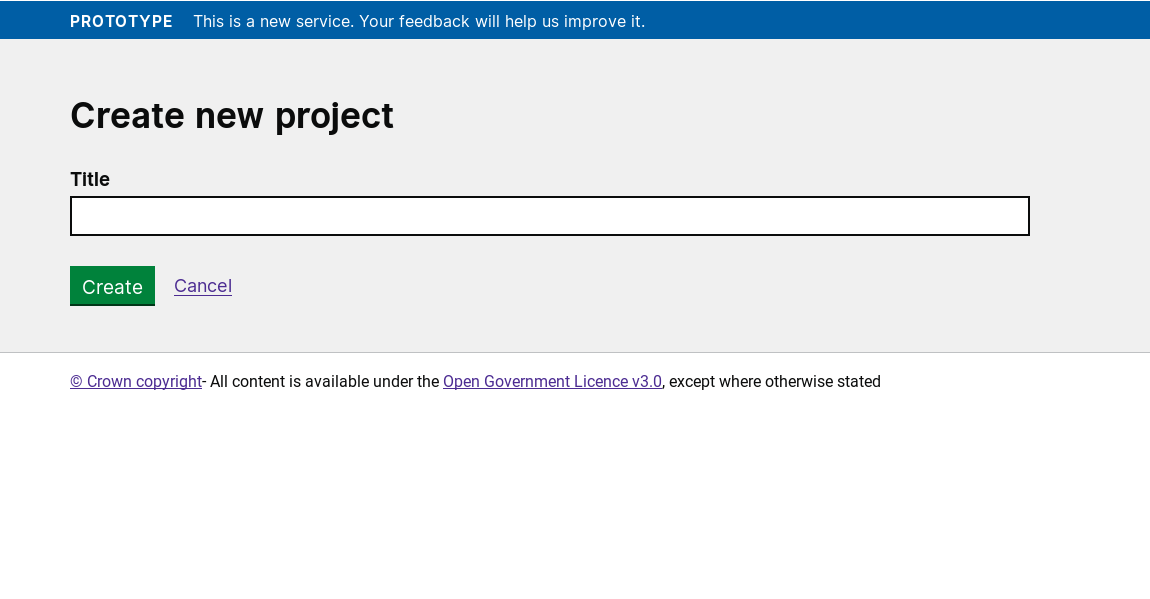 PROTOTYPE This is a new service. Your feedback will help us improve it.
Create new project
Title
Create Cancel
© Crown copyright- All content is available under the Open Government Licence v3.0, except where otherwise stated